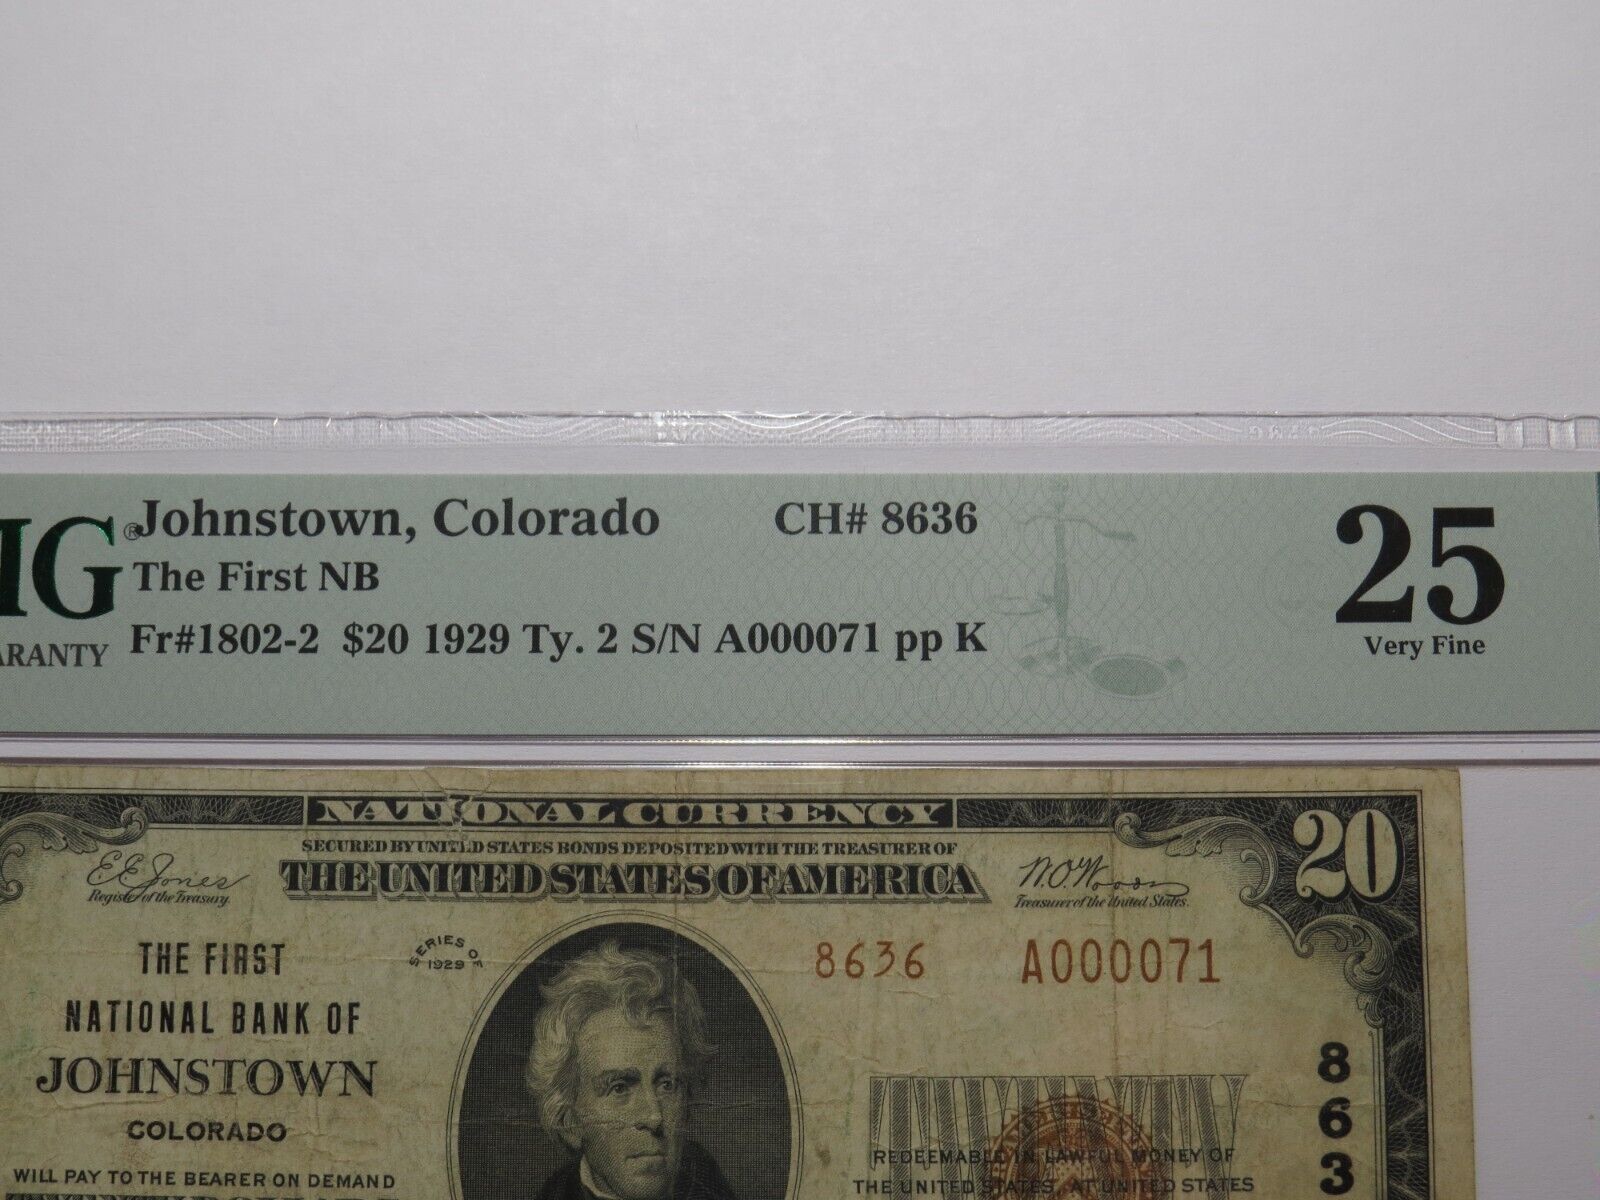 Johnstown, Colorado CH# 8636
The First NB
Fr#1802-2 $20 1929 Ty. 2 S/N A000071 pp K
25
Very Fine
NATIONAL CURRENCY
SECURED BY UNITED STATES BONDS DEPOSITED WITH THE TREASURER OF
THE UNITED STATES OF AMERICA
E E Jones
Register of the Treasury.
W.O. Woods
Treasurer of the United States.
20
THE FIRST
NATIONAL BANK OF
JOHNSTOWN
COLORADO
WILL PAY TO THE BEARER ON DEMAND
SERIES OF
1929
8636 A000071
863
REDEEMABLE IN LAWFUL MONEY OF
THE UNITED STATES AT UNITED STATES